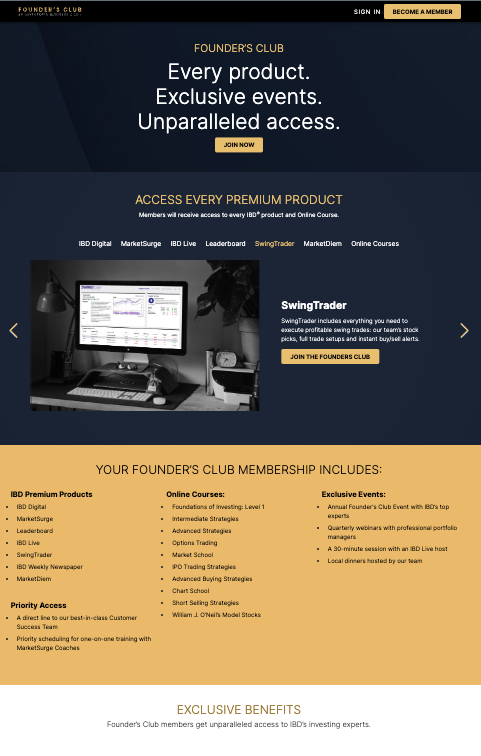 FOUNDER'S CLUB
SIGN IN
BECOME A MEMBER
FOUNDER'S CLUB
Every product.
Exclusive events.
Unparalleled access.
JOIN NOW
ACCESS EVERY PREMIUM PRODUCT
Members will receive access to every IBD® product and Online Course.
IBD Digital MarketSurge IBD Live Leaderboard SwingTrader MarketDiem Online Courses
SwingTrader
SwingTrader includes everything you need to
execute profitable swing trades: our team's stock
picks, full trade setups and instant buy/sell alerts.
JOIN THE FOUNDERS CLUB
YOUR FOUNDER'S CLUB MEMBERSHIP INCLUDES:
IBD Premium Products
IBD Digital
MarketSurge
Leaderboard
IBD Live
SwingTrader
IBD Weekly Newspaper
MarketDiem
Priority Access
A direct line to our best-in-class Customer
Success Team
Priority scheduling for one-on-one training with
MarketSurge Coaches
Online Courses:
Foundations of Investing: Level 1
Intermediate Strategies
Advanced Strategies
Options Trading
Market School
IPO Trading Strategies
Advanced Buying Strategies
Chart School
Short Selling Strategies
William J. O'Neil's Model Stocks
Exclusive Events:
Annual Founder's Club Event with IBD's top
experts
Quarterly webinars with professional portfolio
managers
A 30-minute session with an IBD Live host
Local dinners hosted by our team
EXCLUSIVE BENEFITS
Founder's Club members get unparalleled access to IBD's investing experts.